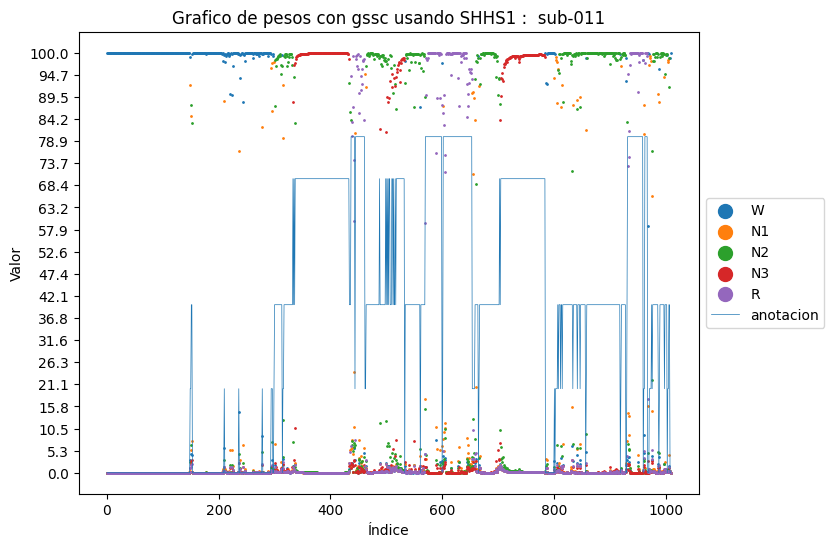 Grafico de pesos con gssc usando SHHS1 :  sub-011
Valor
100.0
94.7
89.5
84.2
78.9
73.7
68.4
63.2
57.9
52.6
47.4
42.1
36.8
31.6
26.3
21.1
15.8
10.5
5.3
0.0
0 200 400 600 800 1000
Índice
W
N1
N2
N3
R
anotacion